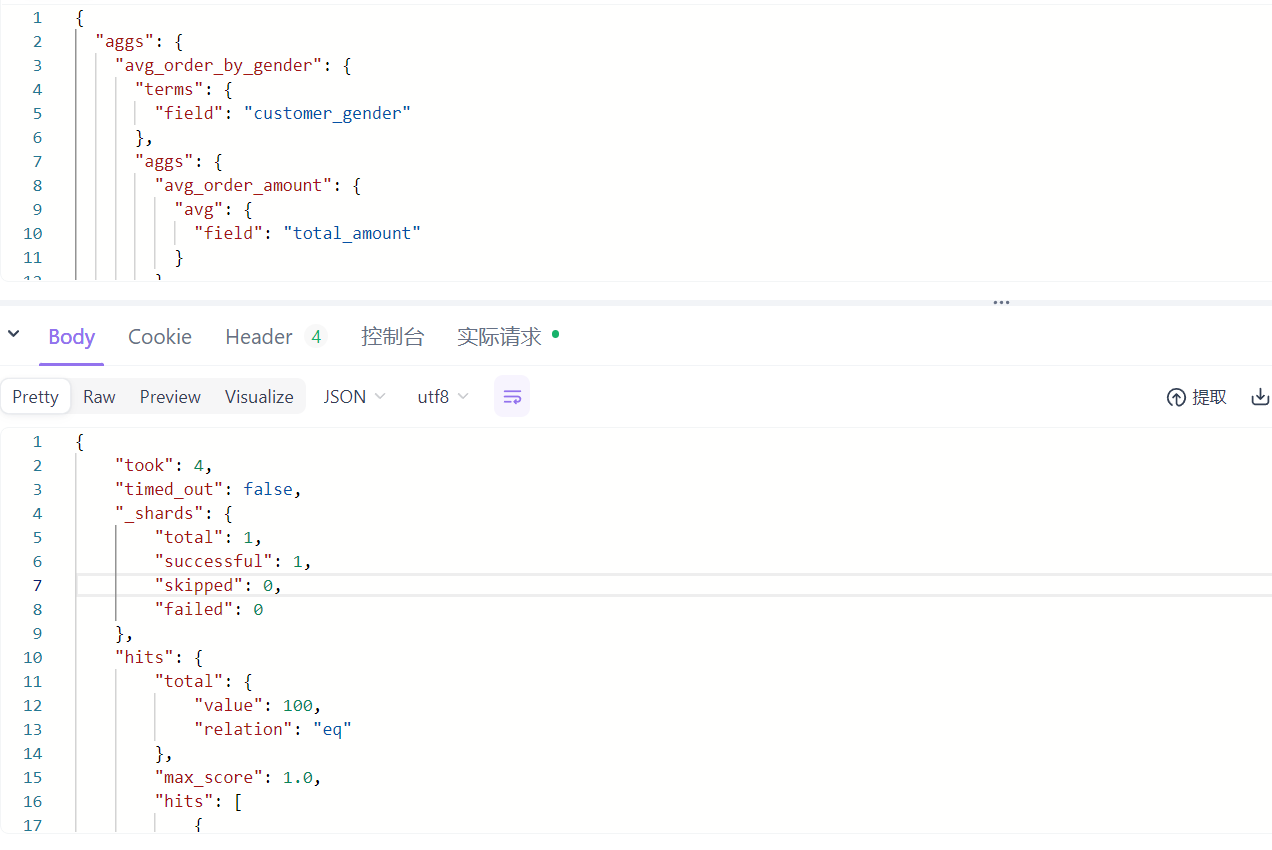 1 {
2 "aggs": {
3 "avg_order_by_gender": {
4 "terms": {
5 "field": "customer_gender"
6 },
7 "aggs": {
8 "avg_order_amount": {
9 "avg": {
10 "field": "total_amount"
11 }
Body Cookie Header 4 控制台 实际请求
Pretty Raw Preview Visualize JSON utf8 提取
1 {
2 "took": 4,
3 "timed_out": false,
4 "_shards": {
5 "total": 1,
6 "successful": 1,
7 "skipped": 0,
8 "failed": 0
9 },
10 "hits": {
11 "total": {
12 "value": 100,
13 "relation": "eq"
14 },
15 "max_score": 1.0,
16 "hits": [
17 {